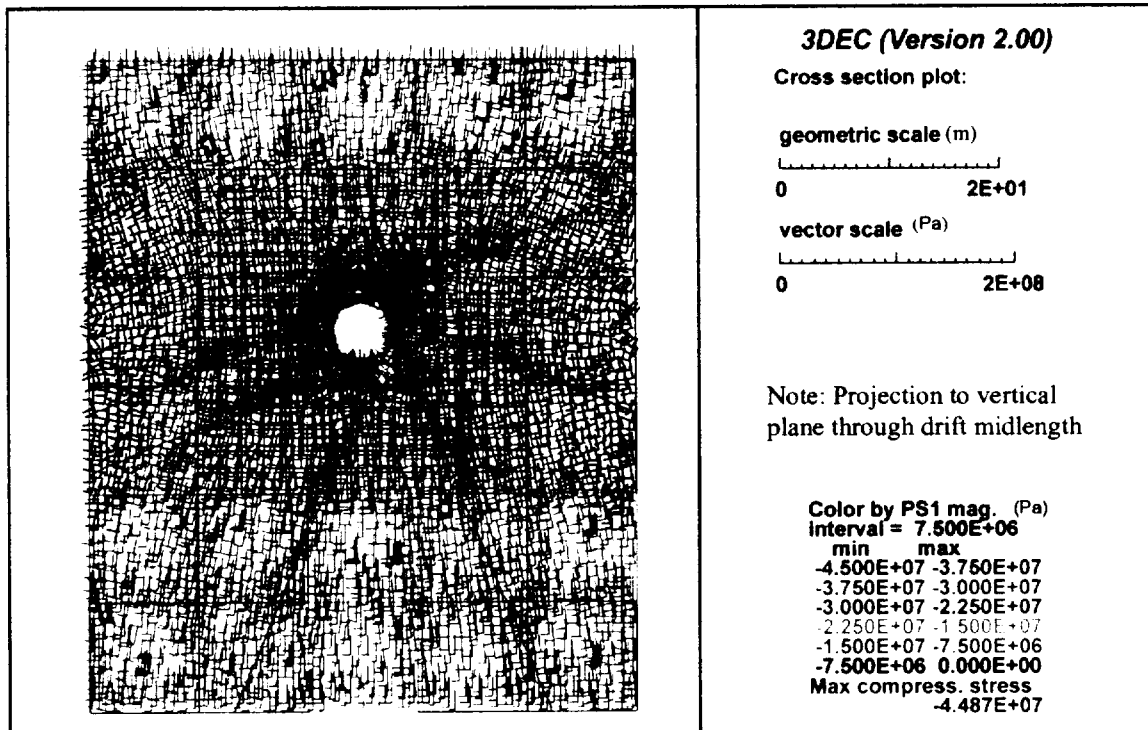 3DEC (Version 2.00)
Cross section plot:
geometric scale (m)
0 2E+01
vector scale (Pa)
0 2E+08
Note: Projection to vertical
plane through drift midlength
Color by PS1 mag. (Pa)
interval = 7.500E+06
min max
-4.500E+07 -3.750E+07
-3.750E+07 -3.000E+07
-3.000E+07 -2.250E+07
-2.250E+07 -1.500E+07
-1.500E+07 -7.500E+06
-7.500E+06 0.000E+00
Max compress. stress
-4.487E+07